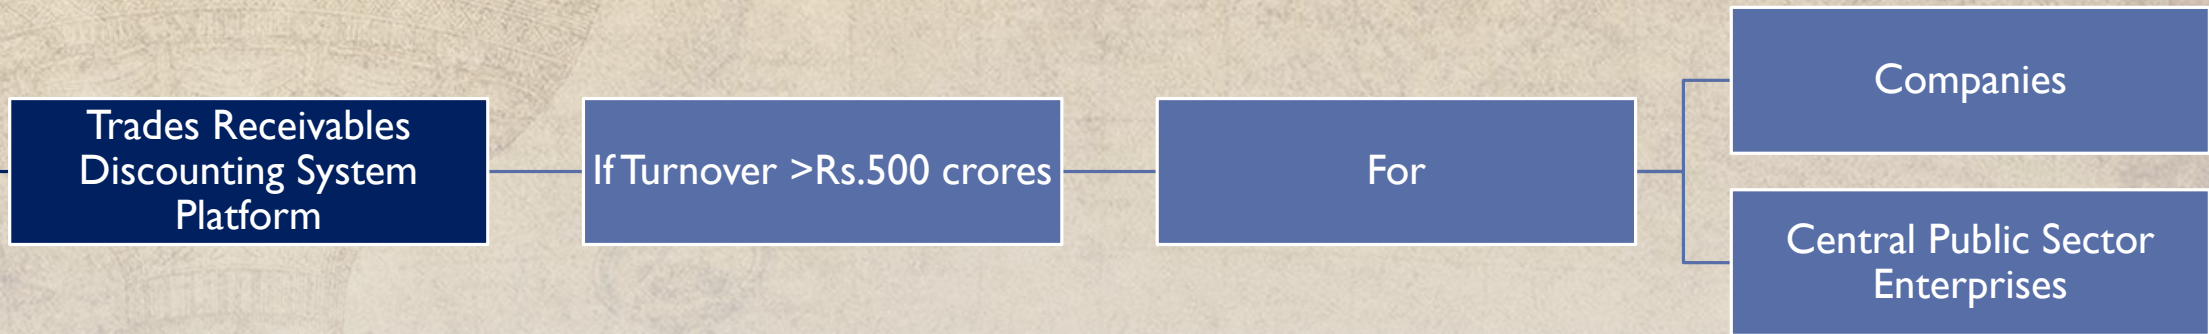 Trades Receivables
Discounting System
Platform
If Turnover >Rs.500 crores
For
Companies
Central Public Sector
Enterprises